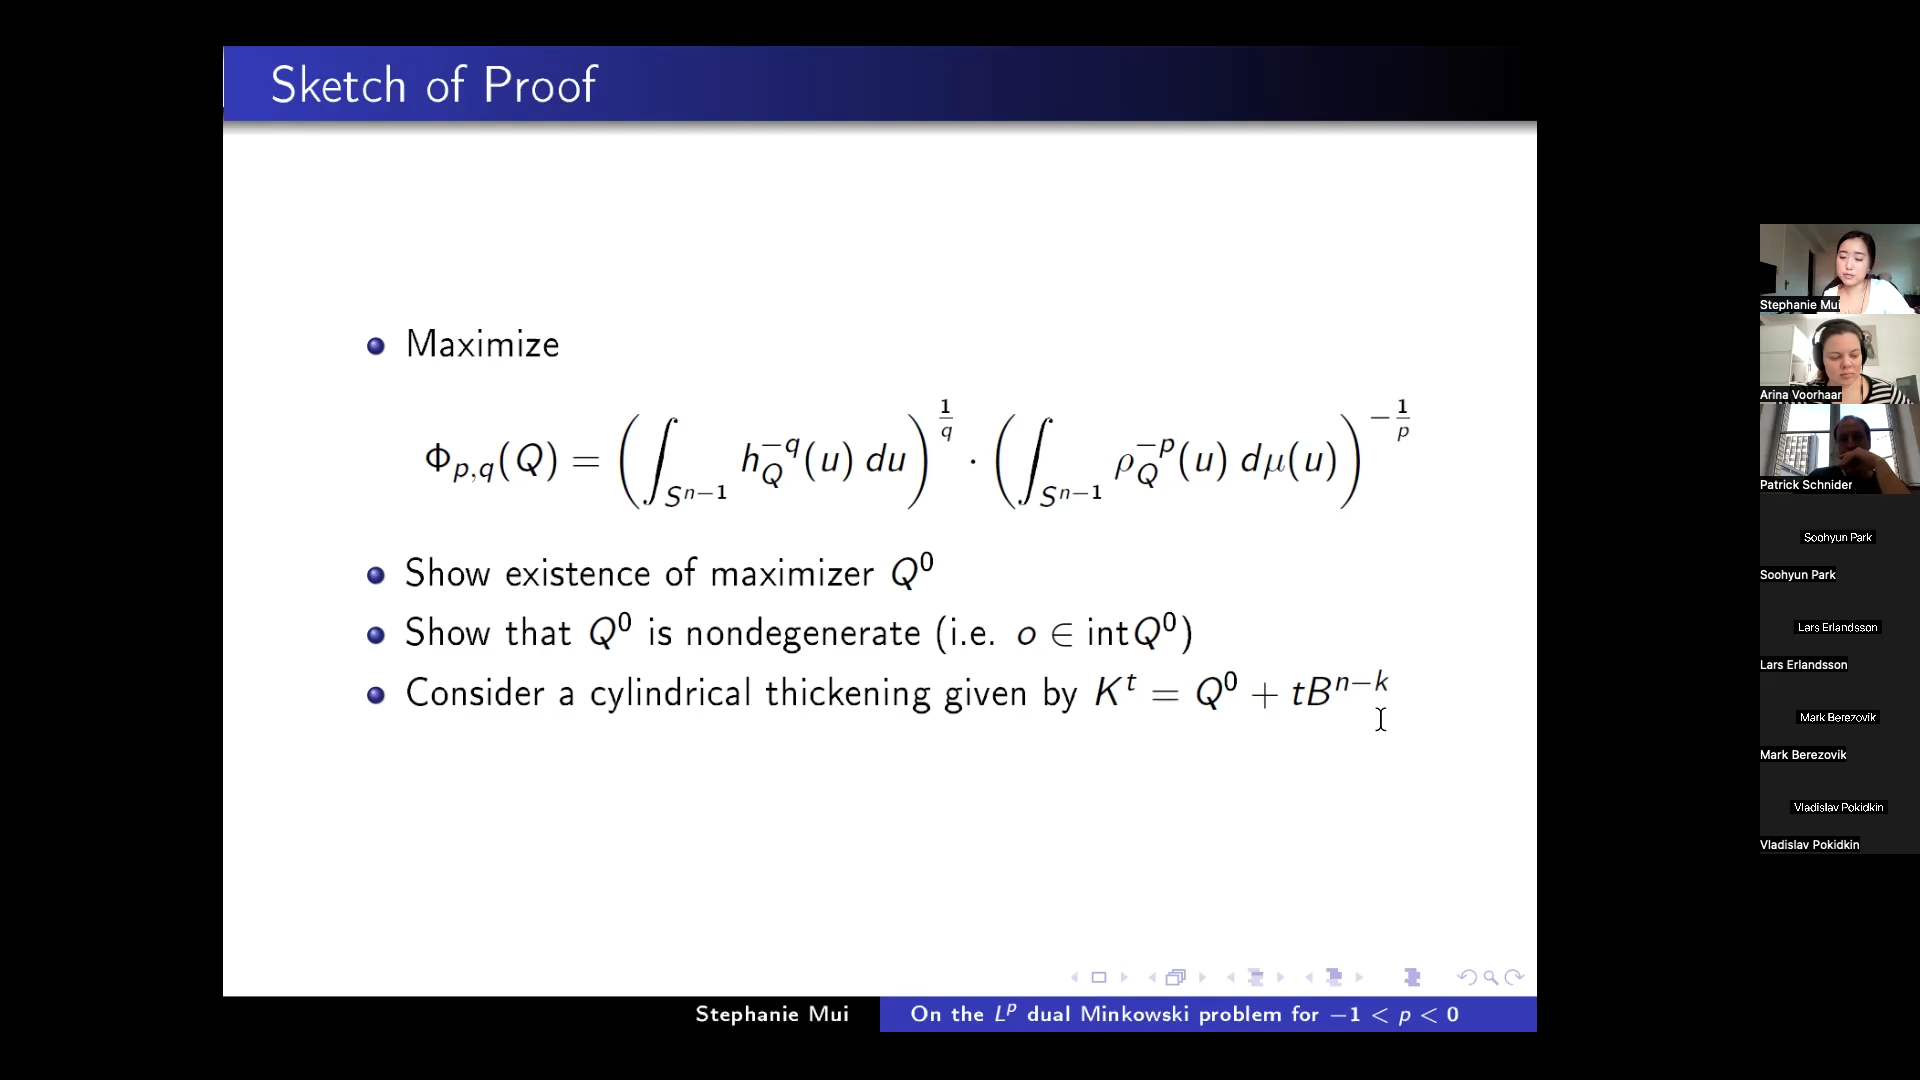 Sketch of Proof
Maximize
Φ_{p,q}(Q) = (∫_{S^{n−1}} h_Q^{−q}(u) du)^{1/q} · (∫_{S^{n−1}} ρ_Q^{−p}(u) dμ(u))^{−1/p}
Show existence of maximizer Q^0
Show that Q^0 is nondegenerate (i.e. o ∈ int Q^0)
Consider a cylindrical thickening given by K^t = Q^0 + tB^{n−k}
Stephanie Mui
On the L^p dual Minkowski problem for −1 < p < 0
Stephanie Mui
Arina Voorhaar
Patrick Schnider
Soohyun Park
Soohyun Park
Lars Erlandsson
Lars Erlandsson
Mark Berezovik
Mark Berezovik
Vladislav Pokidkin
Vladislav Pokidkin